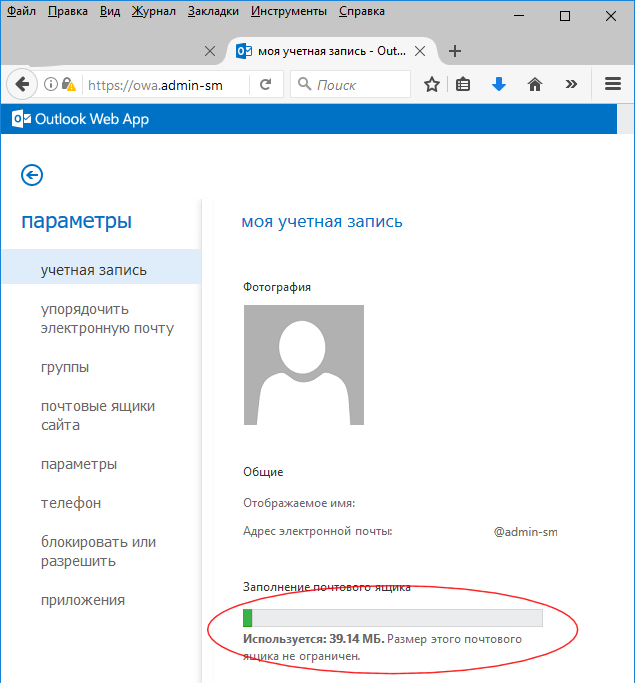 Файл Правка Вид Журнал Закладки Инструменты Справка
моя учетная запись - Out...
https://owa.admin-sm
Поиск
Outlook Web App
параметры
учетная запись
упорядочить
электронную почту
группы
почтовые ящики
сайта
параметры
телефон
блокировать или
разрешить
приложения
моя учетная запись
Фотография
Общие
Отображаемое имя:
Адрес электронной почты: @admin-sm
Заполнение почтового ящика
Используется: 39.14 МБ. Размер этого почтового
ящика не ограничен.